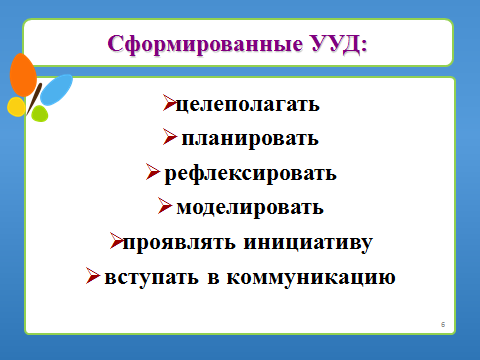 Сформированные УУД:
целеполагать
планировать
рефлексировать
моделировать
проявлять инициативу
вступать в коммуникацию
6